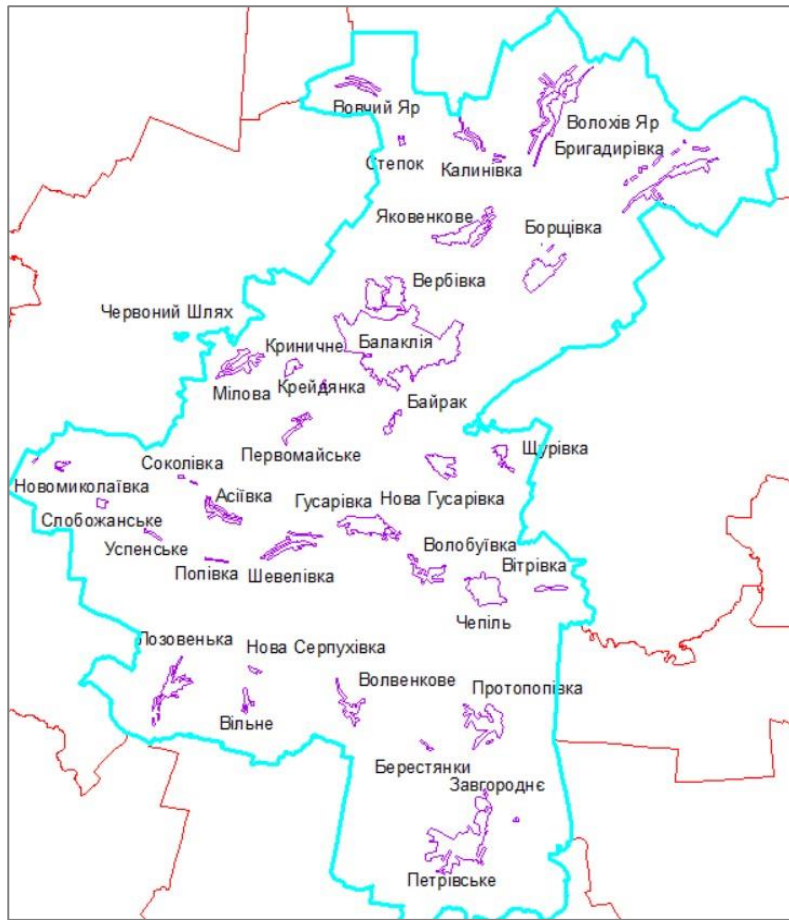 Вовчий Яр
Волохів Яр
Степок
Калинівка
Бригадирівка
Яковенкове
Борщівка
Вербівка
Червоний Шлях
Криничне
Балаклія
Мілова
Крейдянка
Байрак
Первомайське
Щурівка
Соколівка
Новомиколаївка
Асіївка
Гусарівка
Нова Гусарівка
Слобожанське
Успенське
Волобуївка
Попівка
Шевелівка
Вітрівка
Чепіль
Лозовенька
Нова Серпухівка
Волвенкове
Протопопівка
Вільне
Берестянки
Завгороднє
Петрівське